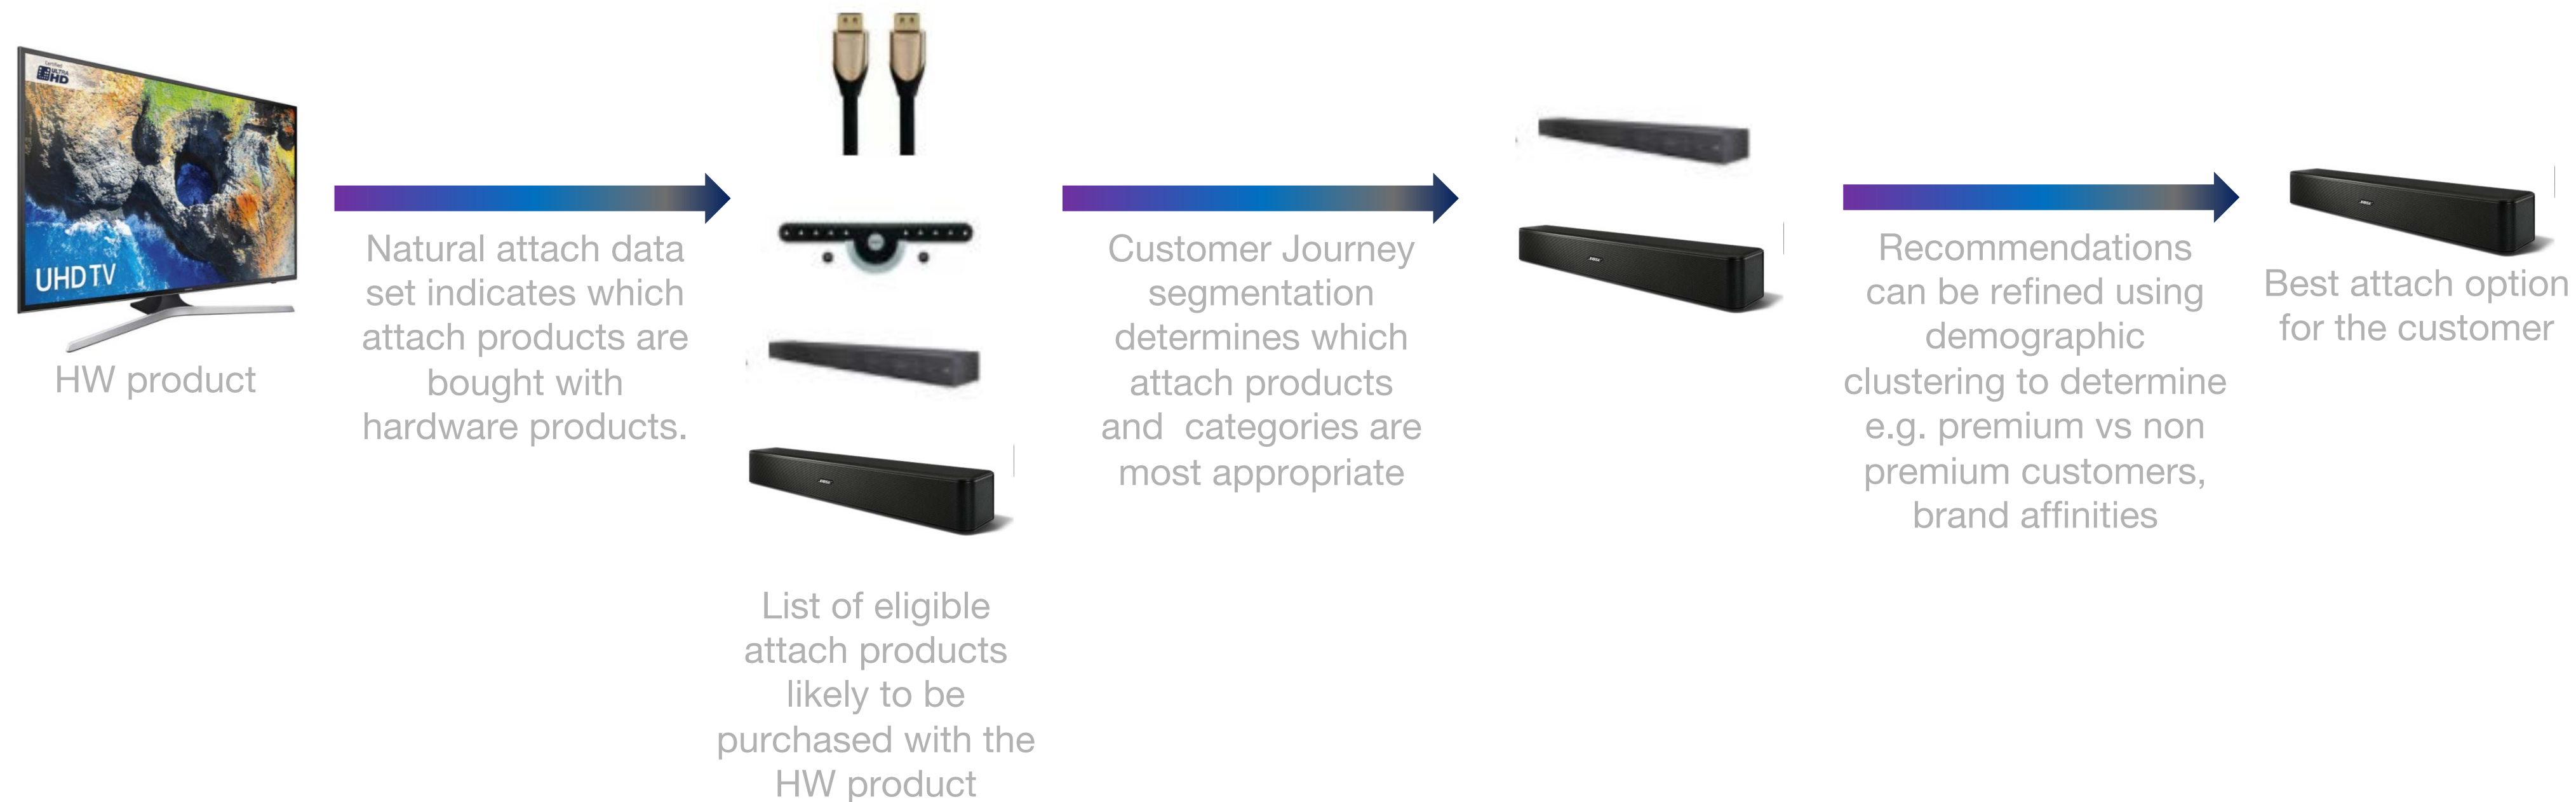 Certified
ULTRA
HD
UHD TV
HW product
Natural attach data
set indicates which
attach products are
bought with
hardware products.
List of eligible
attach products
likely to be
purchased with the
HW product
Customer Journey
segmentation
determines which
attach products
and  categories are
most appropriate
Recommendations
can be refined using
demographic
clustering to determine
e.g. premium vs non
premium customers,
brand affinities
Best attach option
for the customer